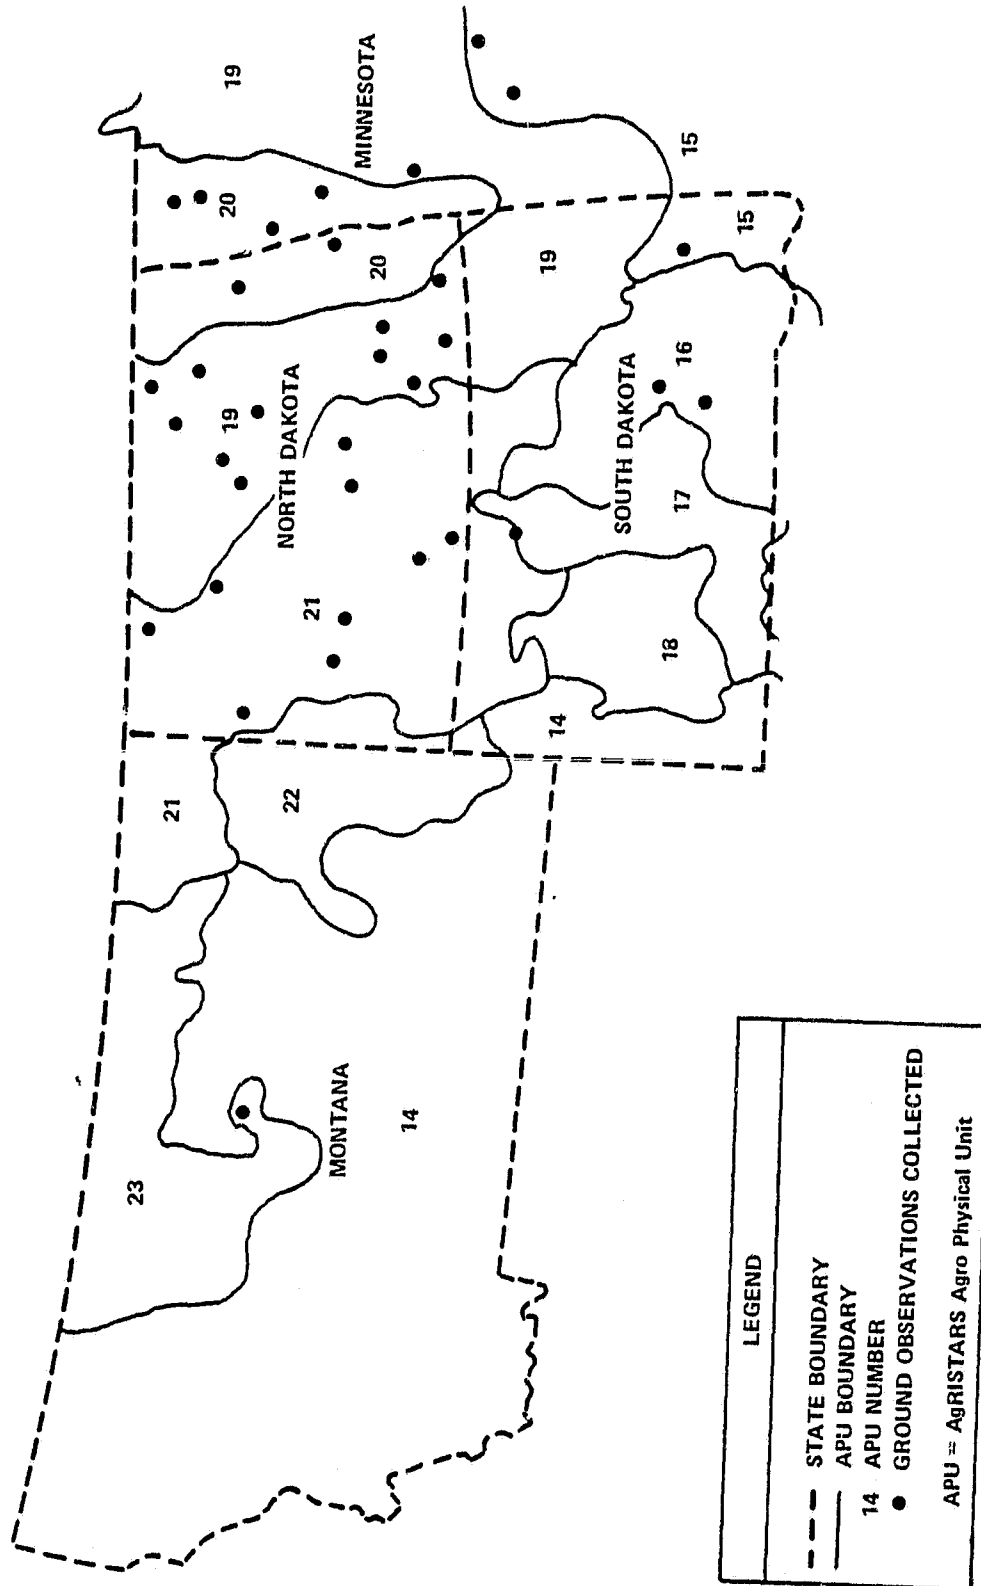 23
MONTANA
14
21
22
14
21
NORTH DAKOTA
19
20
20
19
MINNESOTA
18
17
SOUTH DAKOTA
16
19
15
15
LEGEND
STATE BOUNDARY
APU BOUNDARY
14 APU NUMBER
GROUND OBSERVATIONS COLLECTED
APU = AgRISTARS Agro Physical Unit